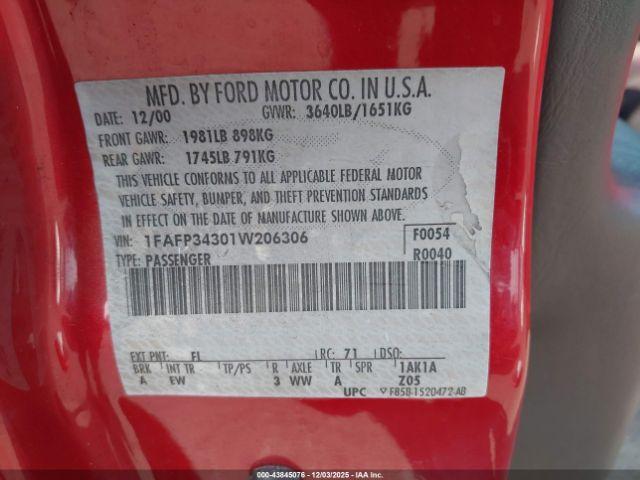 MFD. BY FORD MOTOR CO. IN U.S.A.
DATE: 12/00 GVWR: 3640LB/1651KG
FRONT GAWR: 1981LB 898KG
REAR GAWR: 1745LB 791KG
THIS VEHICLE CONFORMS TO ALL APPLICABLE FEDERAL MOTOR
VEHICLE SAFETY, BUMPER, AND THEFT PREVENTION STANDARDS
IN EFFECT ON THE DATE OF MANUFACTURE SHOWN ABOVE.
VIN: 1FAFP34301W206306 F0054
TYPE: PASSENGER R0040
EXT PNT: FL RC: 71 DSO:
BRK INT TR TP/PS R AXLE TR SPR 1AK1A
A EW 3 WW A Z05
UPC F85B-1520472-AB
000-43845076 12/03/2025 - IAAI.COM